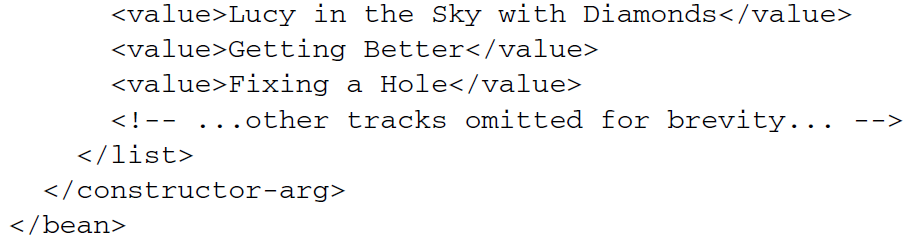 <value>Lucy in the Sky with Diamonds</value>
<value>Getting Better</value>
<value>Fixing a Hole</value>
<!-- ...other tracks omitted for brevity... -->
</list>
</constructor-arg>
</bean>